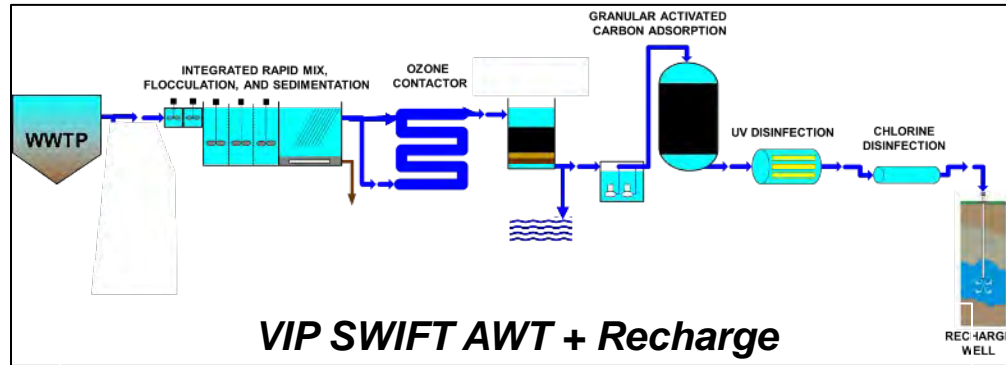 GRANULAR ACTIVATED
CARBON ADSORPTION
INTEGRATED RAPID MIX,
FLOCCULATION, AND SEDIMENTATION
OZONE
CONTACTOR
WWTP
UV DISINFECTION
CHLORINE
DISINFECTION
VIP SWIFT AWT + Recharge
RECHARGE
WELL